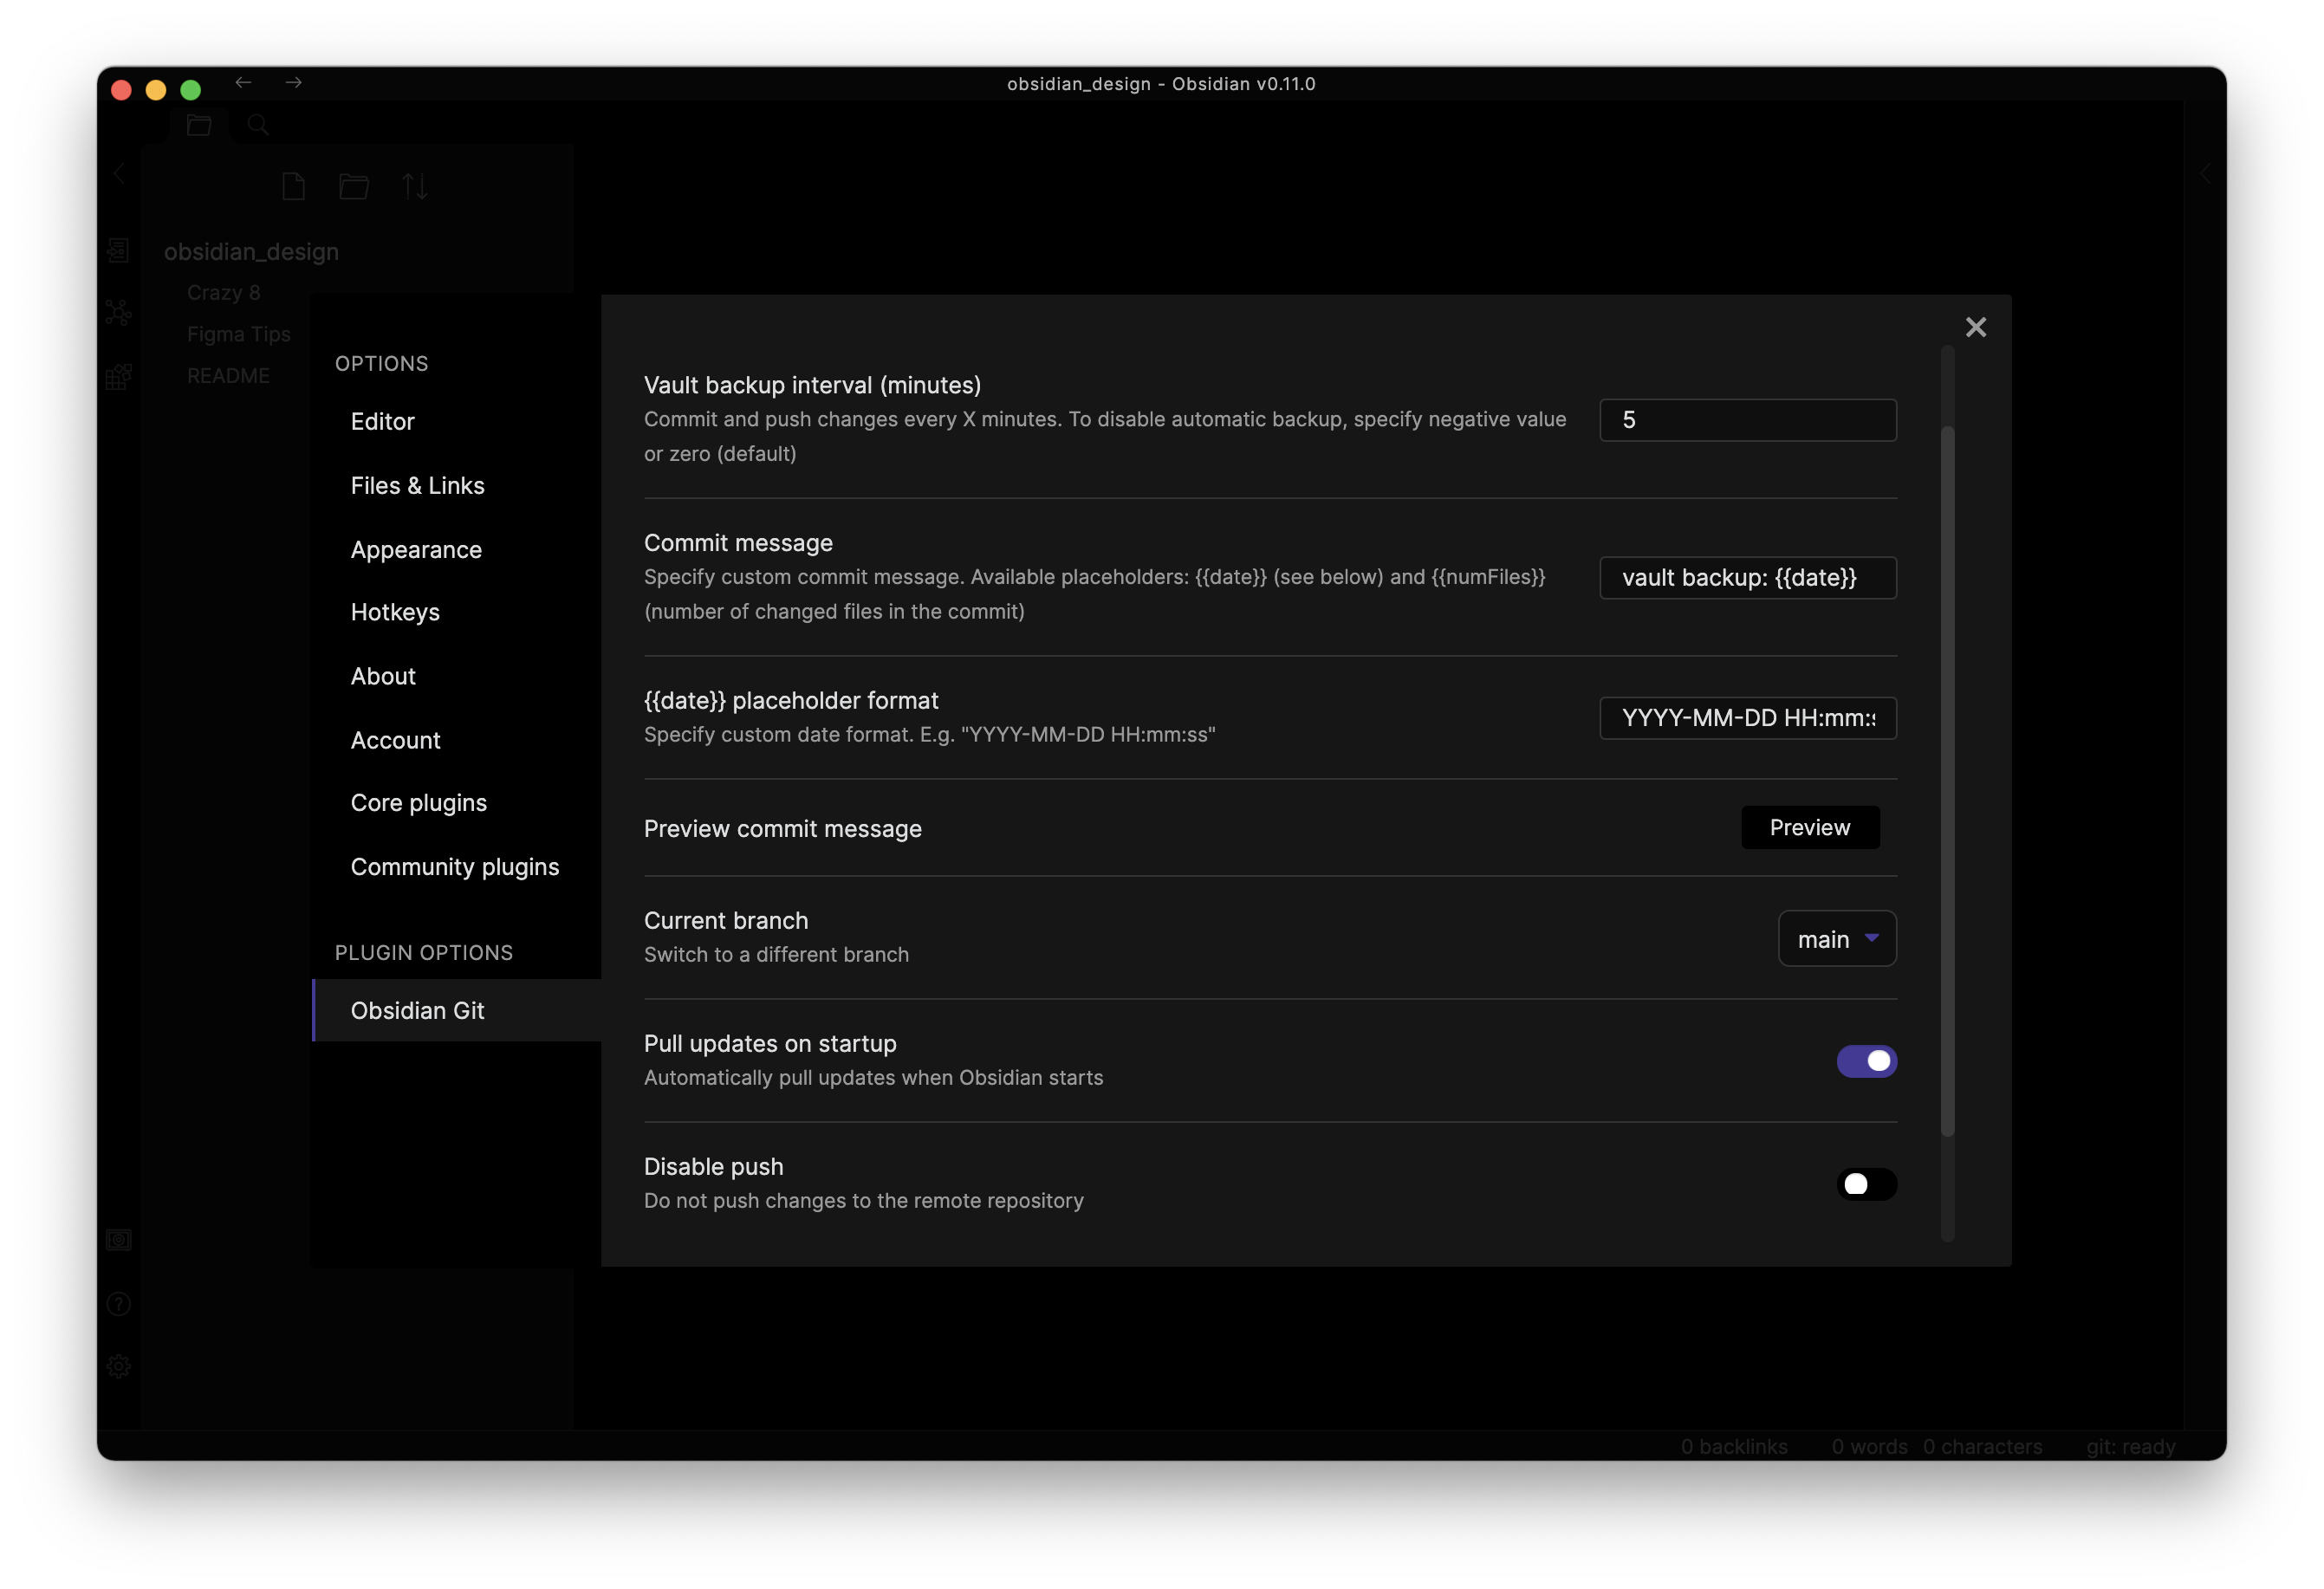 obsidian_design - Obsidian v0.11.0
obsidian_design
Crazy 8
Figma Tips
README
OPTIONS
Editor
Files & Links
Appearance
Hotkeys
About
Account
Core plugins
Community plugins
PLUGIN OPTIONS
Obsidian Git
Vault backup interval (minutes)
Commit and push changes every X minutes. To disable automatic backup, specify negative value
or zero (default)
5
Commit message
Specify custom commit message. Available placeholders: {{date}} (see below) and {{numFiles}}
(number of changed files in the commit)
vault backup: {{date}}
{{date}} placeholder format
Specify custom date format. E.g. "YYYY-MM-DD HH:mm:ss"
YYYY-MM-DD HH:mm:s
Preview commit message
Preview
Current branch
Switch to a different branch
main
Pull updates on startup
Automatically pull updates when Obsidian starts
Disable push
Do not push changes to the remote repository
0 backlinks 0 words 0 characters git: ready